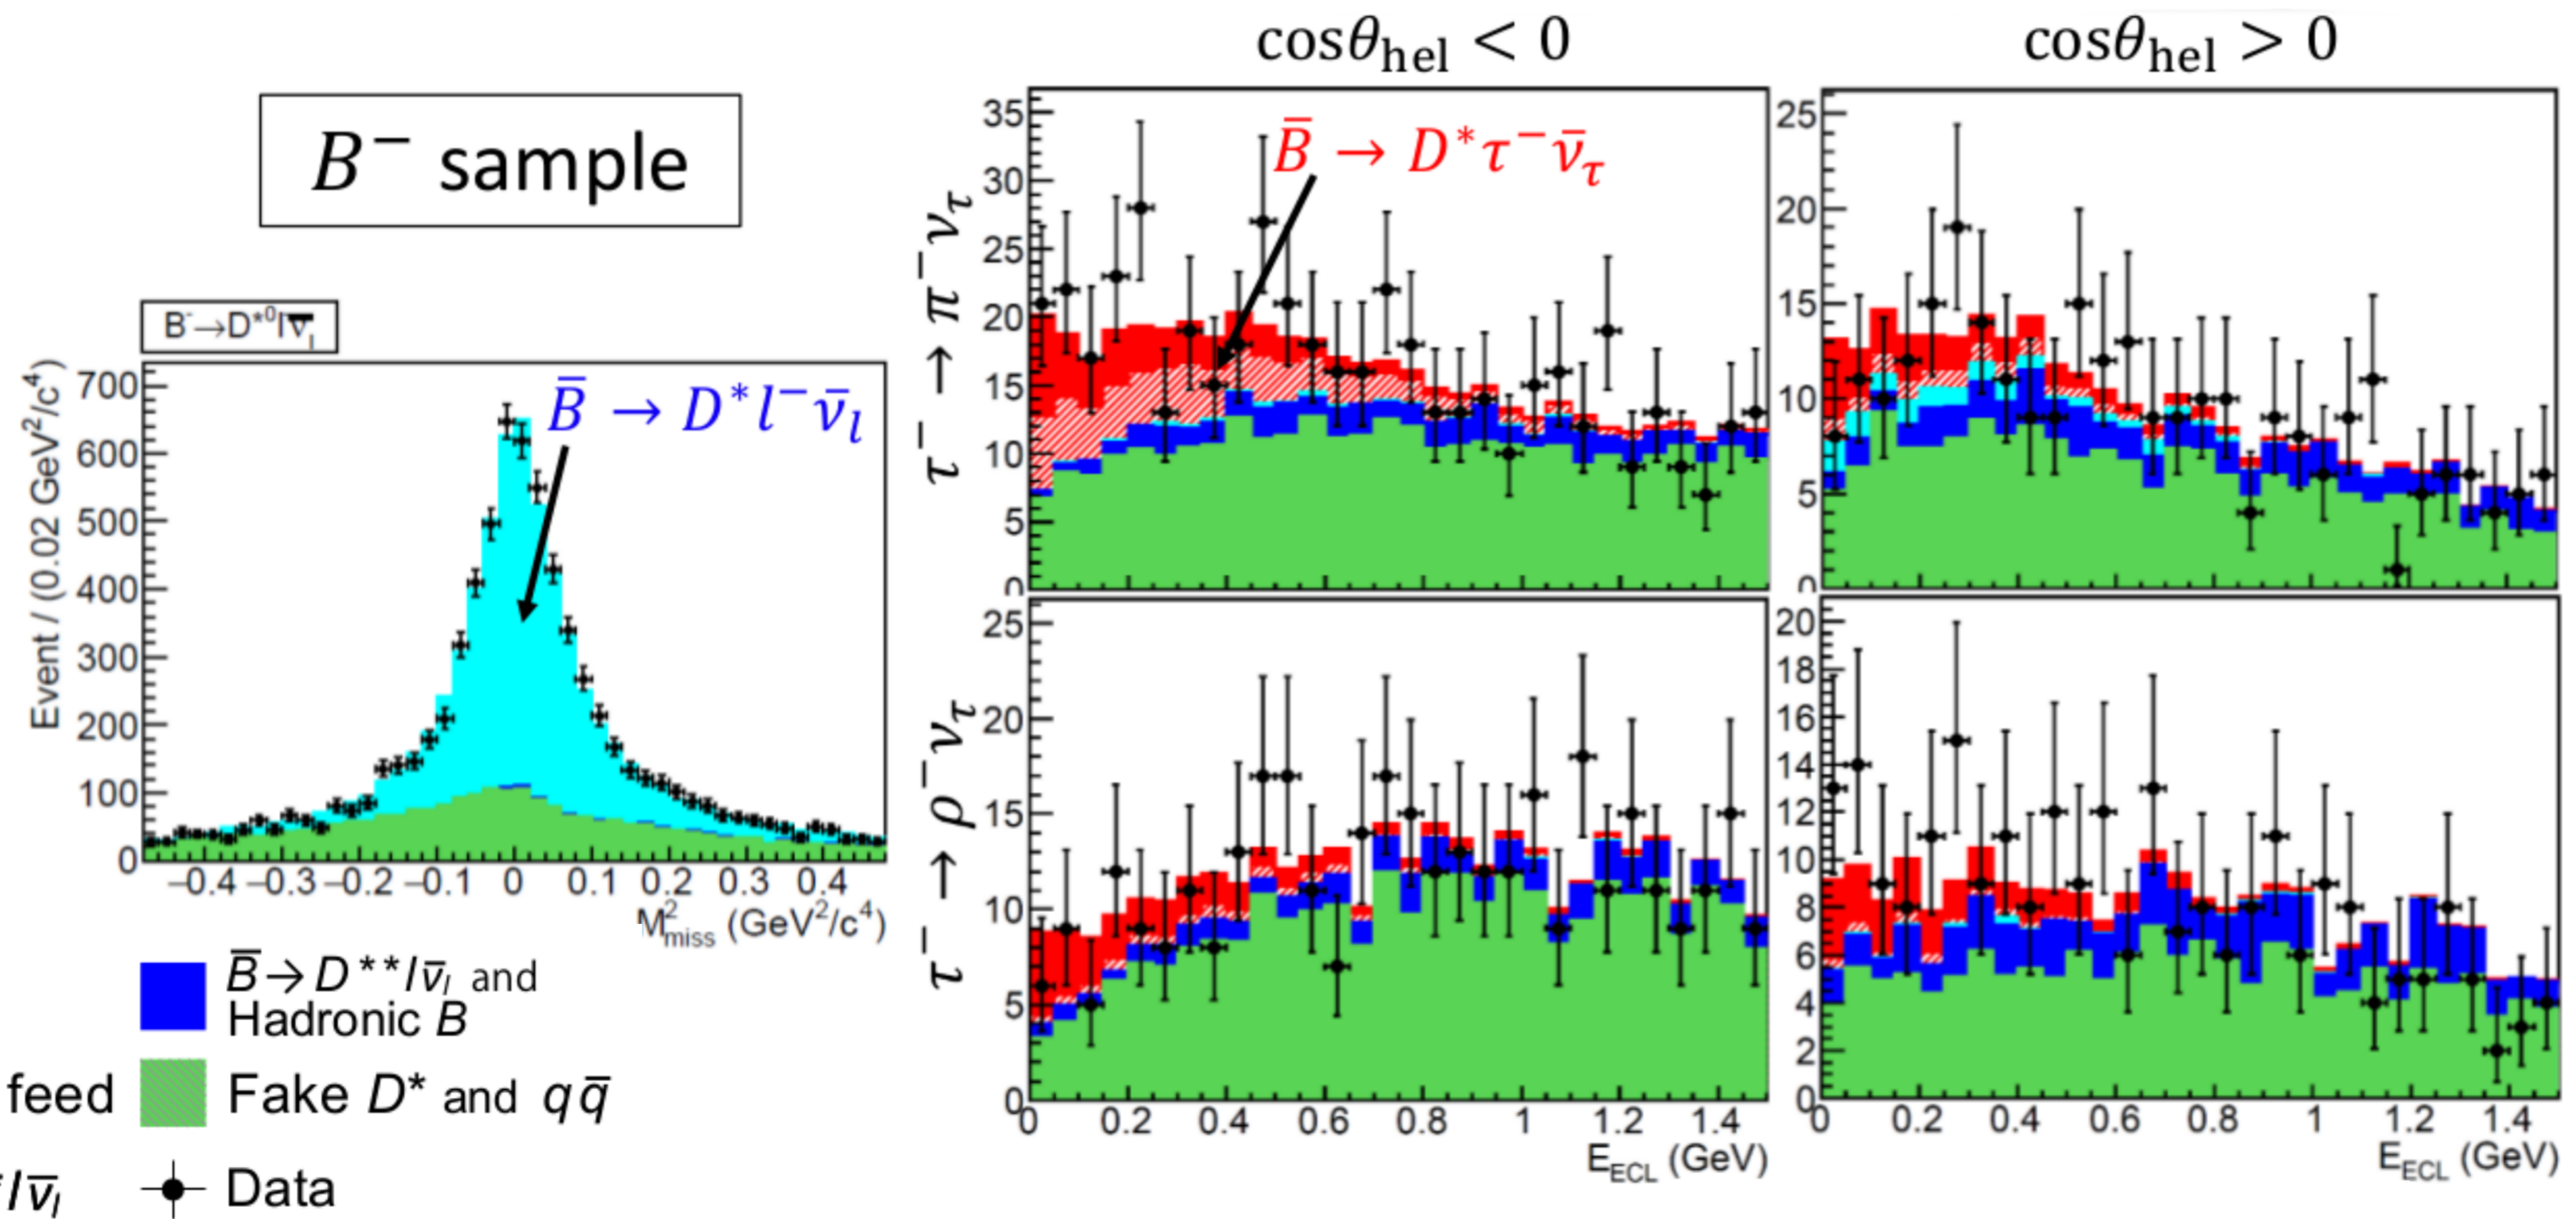 cosθhel < 0
cosθhel > 0
B⁻ sample
B⁻→D*⁰lν̄l
B̄ → D*l⁻ν̄l
Event / (0.02 GeV²/c⁴)
700
600
500
400
300
200
100
0
−0.4 −0.3 −0.2 −0.1 0 0.1 0.2 0.3 0.4
M²miss (GeV²/c⁴)
B̄→D**lν̄l and
Hadronic B
feed
Fake D* and qq̄
*lν̄l
Data
τ⁻ → π⁻ντ
B̄ → D*τ⁻ν̄τ
35
30
25
20
15
10
5
0
25
20
15
10
5
0
τ⁻ → ρ⁻ντ
25
20
15
10
5
0
0 0.2 0.4 0.6 0.8 1 1.2 1.4
EECL (GeV)
20
18
16
14
12
10
8
6
4
2
0
0 0.2 0.4 0.6 0.8 1 1.2 1.4
EECL (GeV)